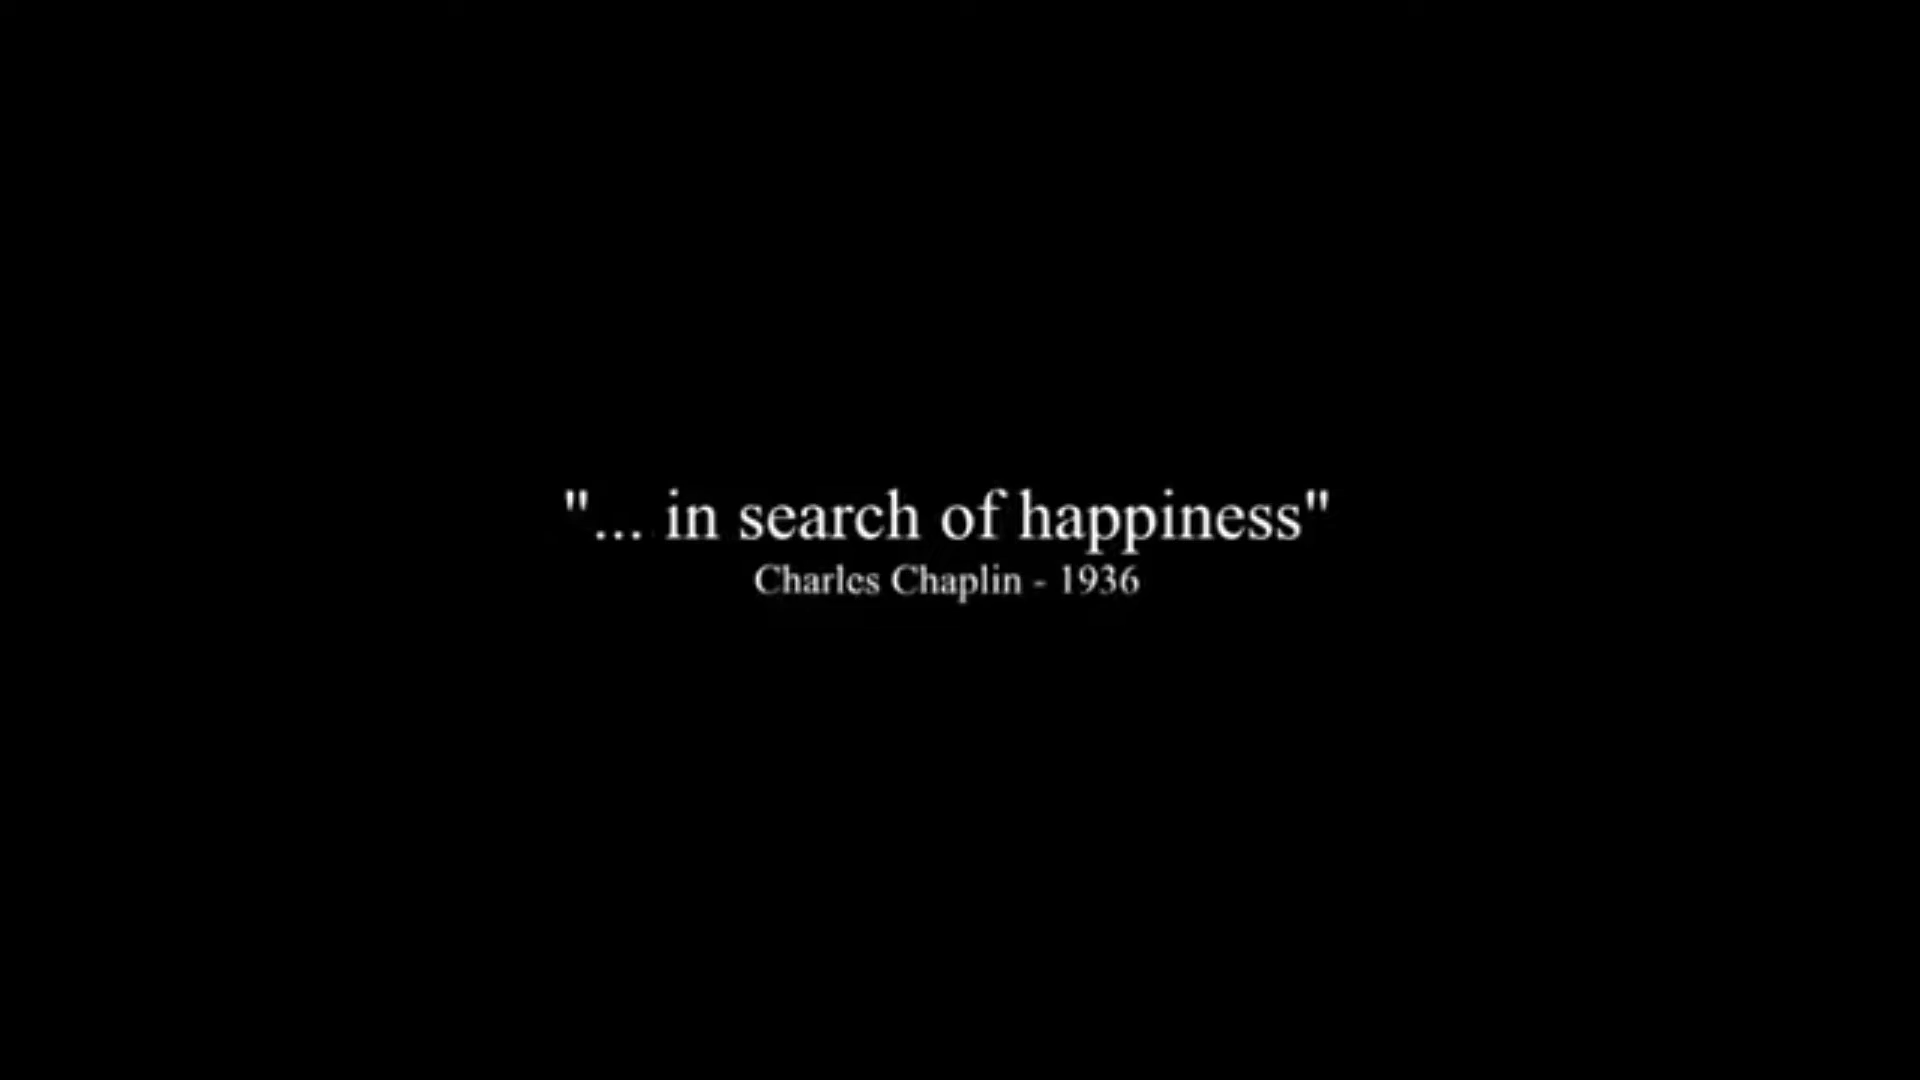 "... in search of happiness"
Charles Chaplin - 1936